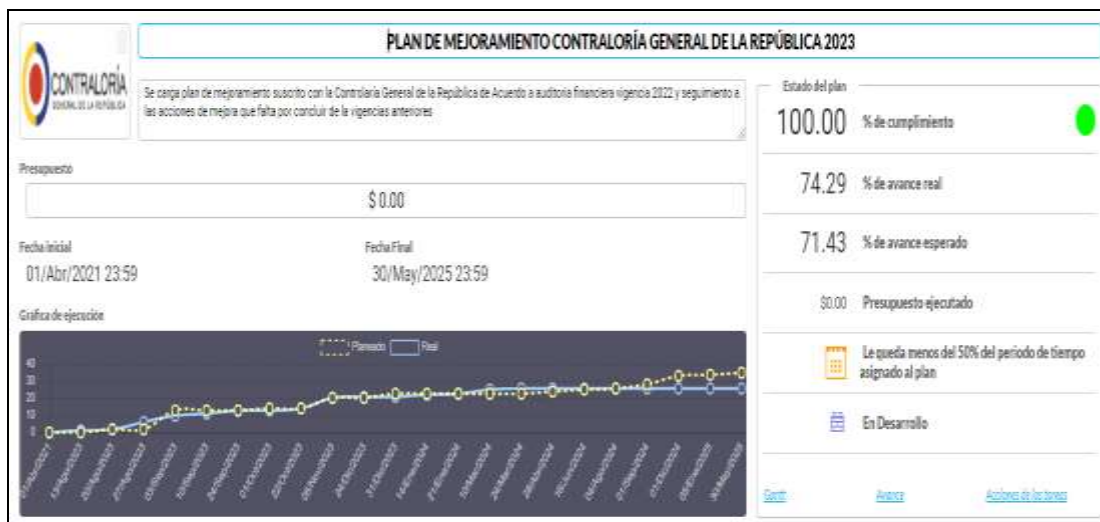 PLAN DE MEJORAMIENTO CONTRALORÍA GENERAL DE LA REPÚBLICA 2023
CONTRALORÍA
GENERAL DE LA REPÚBLICA
Se carga plan de mejoramiento suscrito con la Controlaria General de la Republica de Acuerdo a auditoria financiera vigencia 2022 y seguimiento a
las acciones de mejora que falta por concluir de la vigencias anteriores
Presupuesto
$ 0.00
Fecha inicial
Fecha Final
01/Abr/2021 23:59
30/May/2025 23:59
Gráfica de ejecución
Planeado
Real
40
30
20
10
0
Estado del plan
100.00 % de cumplimiento
74.29 % de avance real
71.43 % de avance esperado
$0.00 Presupuesto ejecutado
Le queda menos del 50% del periodo de tiempo
asignado al plan
En Desarrollo
Gantt
Avance
Acciones de las tareas